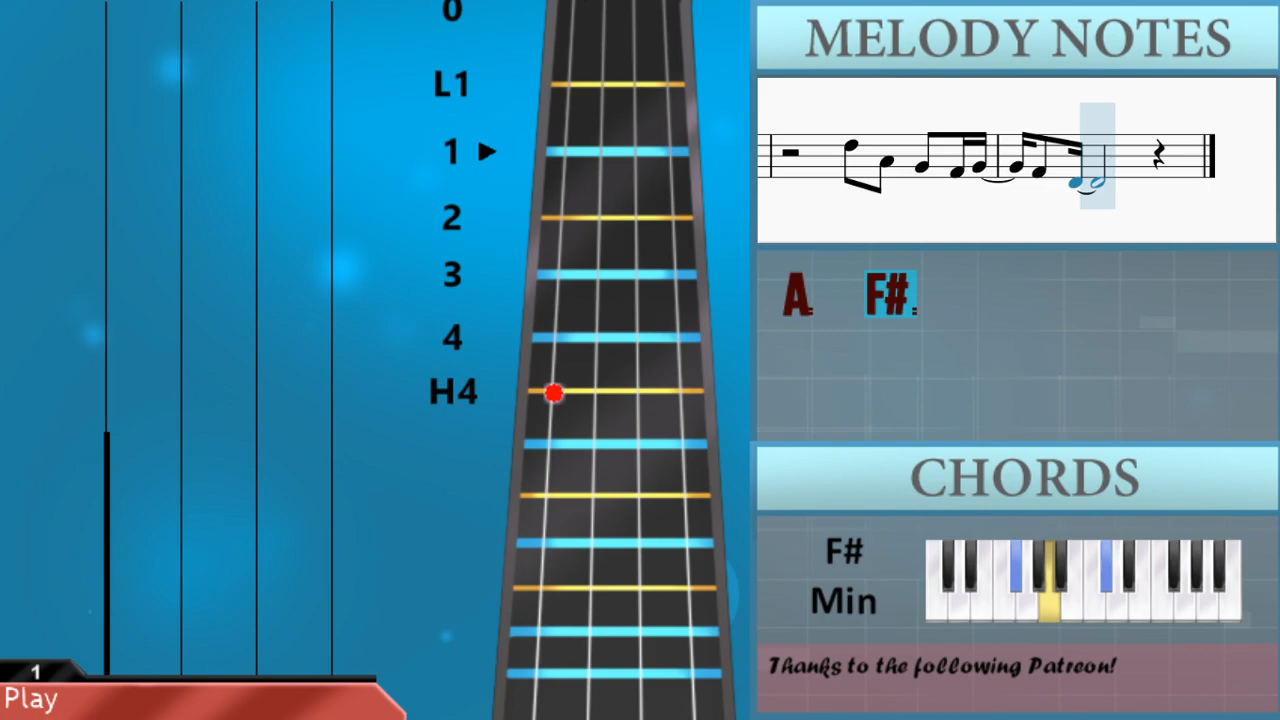 0
L1
1
2
3
4
H4
1
Play
MELODY NOTES
A
F#
CHORDS
F#
Min
Thanks to the following Patreon!